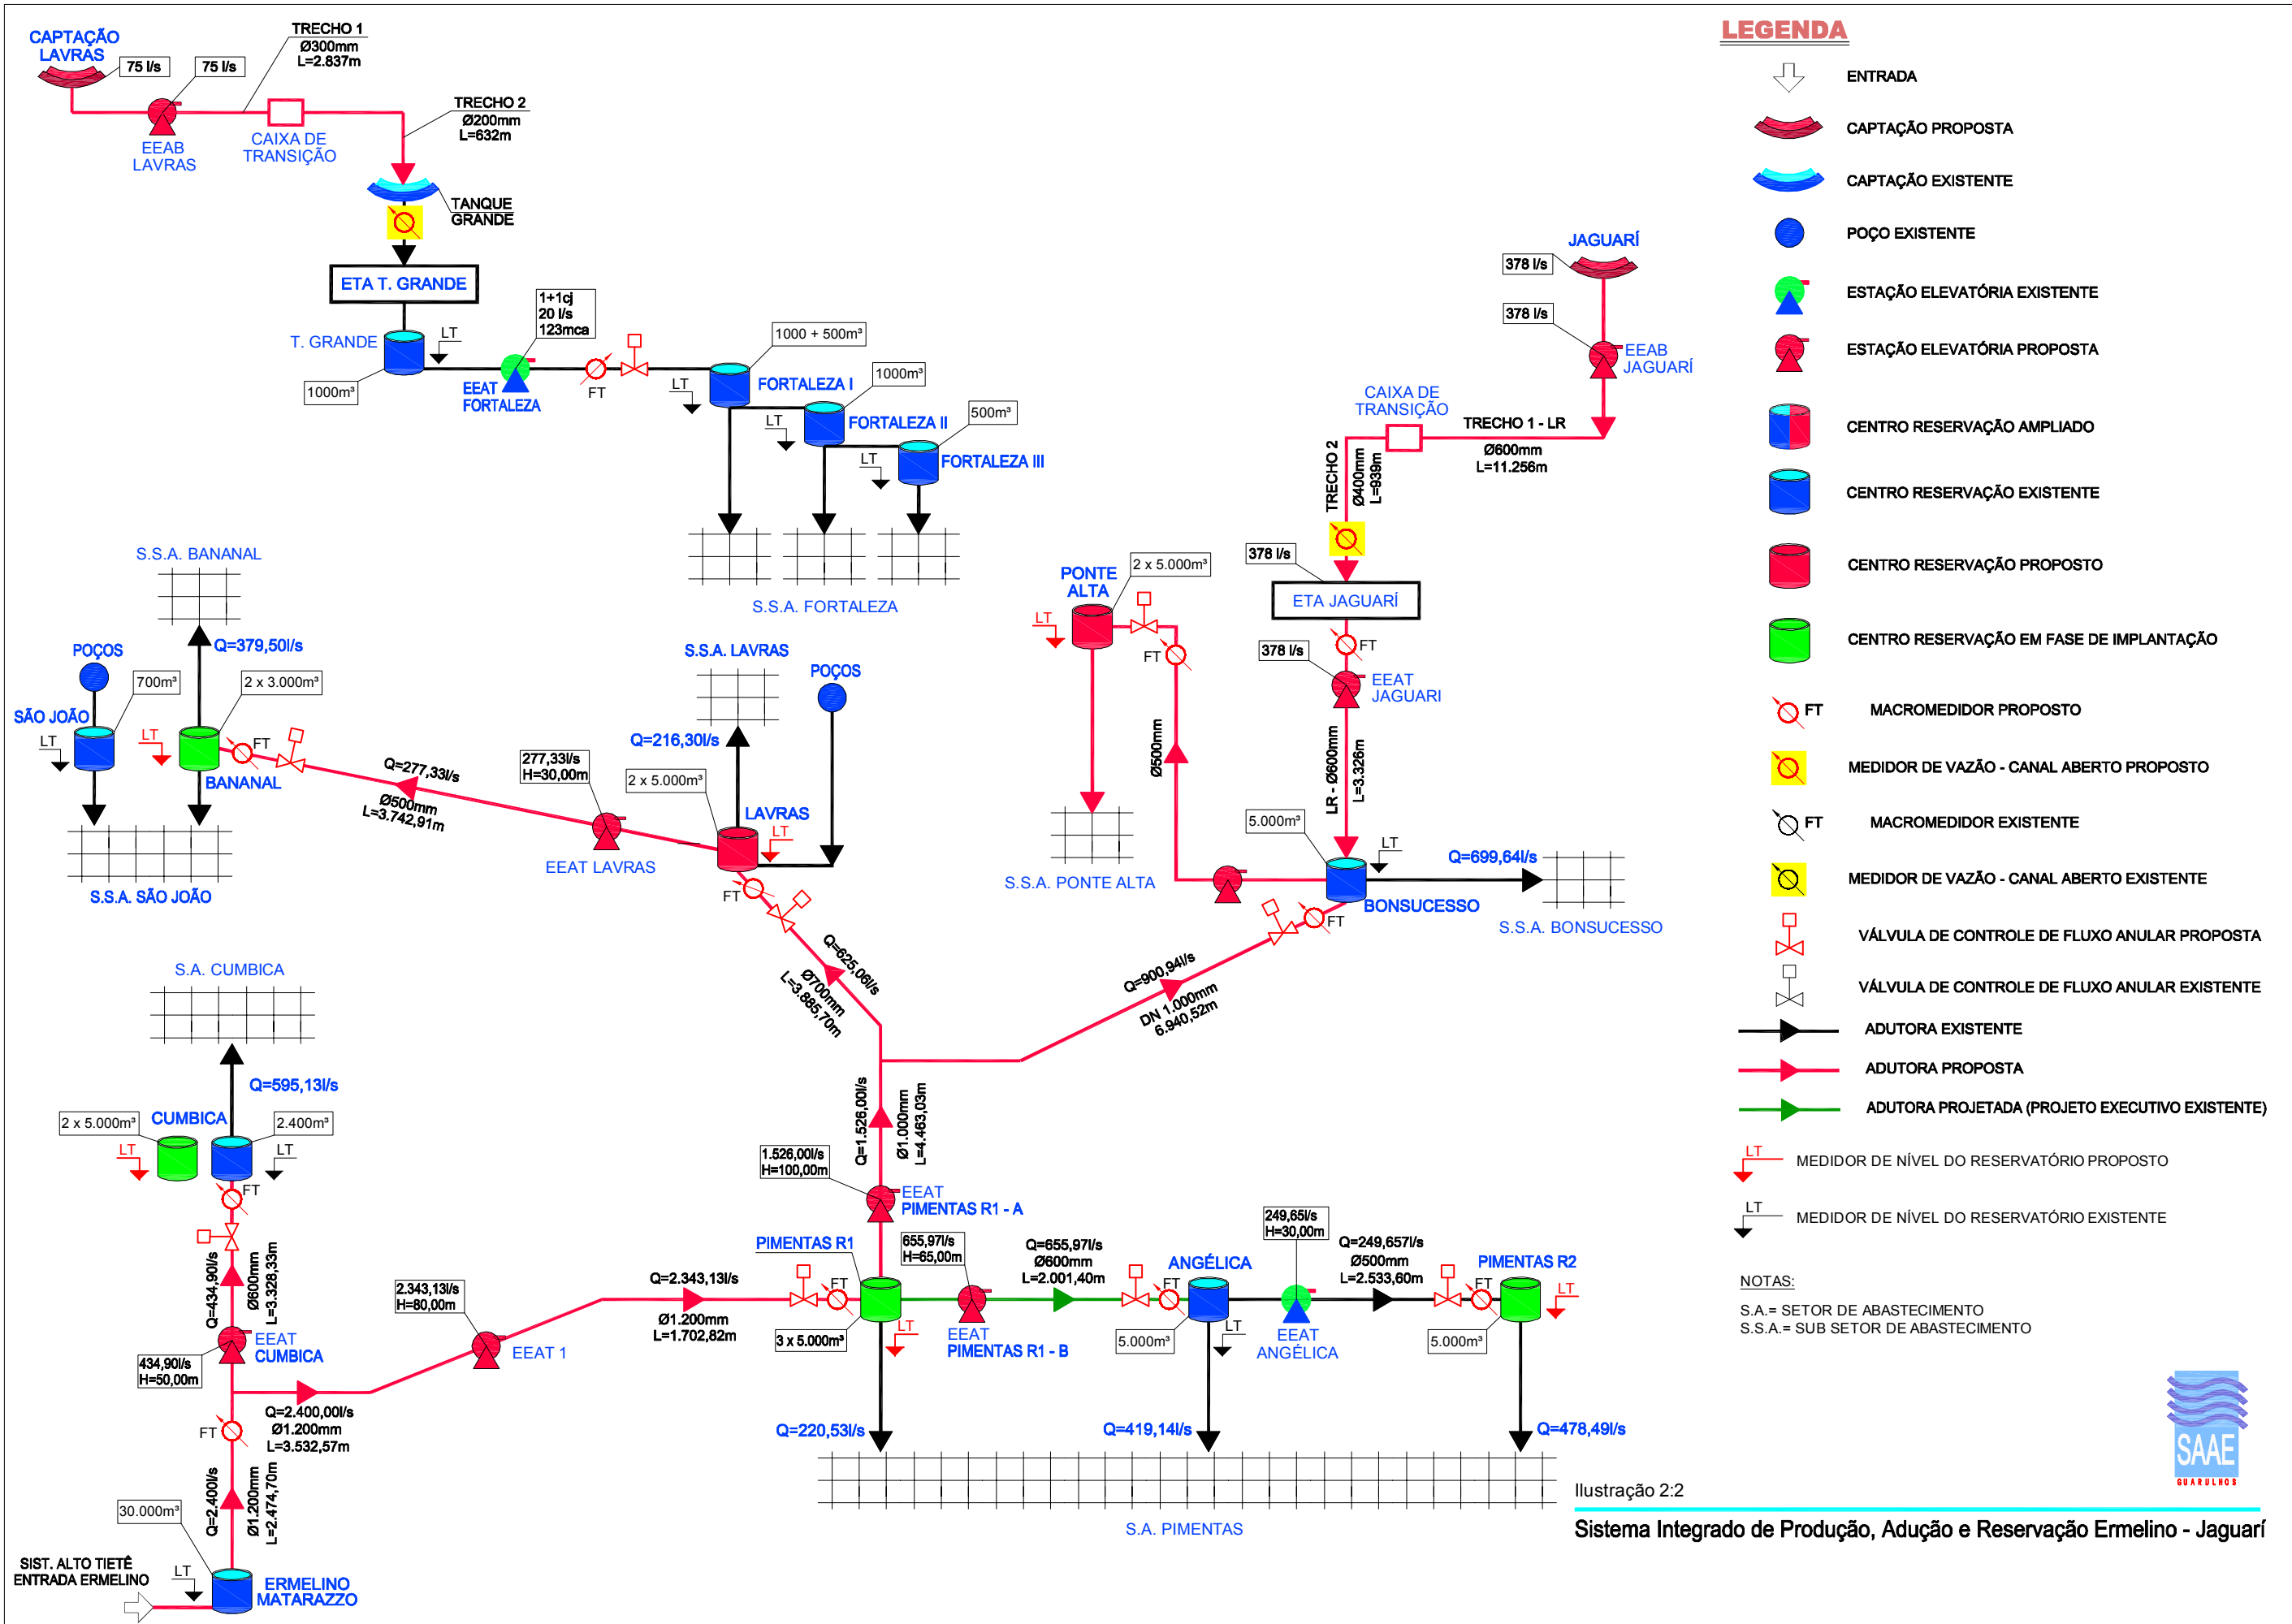 CAPTAÇÃO
LAVRAS
75 l/s
75 l/s
TRECHO 1
Ø300mm
L=2.837m
EEAB
LAVRAS
CAIXA DE
TRANSIÇÃO
TRECHO 2
Ø200mm
L=632m
TANQUE
GRANDE
ETA T. GRANDE
T. GRANDE
LT
1000m³
1+1cj
20 l/s
123mca
EEAT
FORTALEZA
FT
1000 + 500m³
LT
FORTALEZA I
1000m³
LT
FORTALEZA II
500m³
LT
FORTALEZA III
S.S.A. FORTALEZA
JAGUARÍ
378 l/s
378 l/s
EEAB
JAGUARÍ
CAIXA DE
TRANSIÇÃO
TRECHO 1 - LR
Ø600mm
L=11.256m
TRECHO 2
Ø400mm
L=939m
378 l/s
ETA JAGUARÍ
FT
378 l/s
EEAT
JAGUARI
LR - Ø600mm
L=3.326m
PONTE
ALTA
2 x 5.000m³
LT
FT
Ø500mm
S.S.A. PONTE ALTA
5.000m³
LT
Q=699,64l/s
BONSUCESSO
FT
S.S.A. BONSUCESSO
S.S.A. BANANAL
Q=379,50l/s
POÇOS
700m³
2 x 3.000m³
SÃO JOÃO
LT
LT
FT
BANANAL
S.S.A. SÃO JOÃO
Q=277,33l/s
Ø500mm
L=3.742,91m
277,33l/s
H=30,00m
EEAT LAVRAS
S.S.A. LAVRAS
POÇOS
Q=216,30l/s
2 x 5.000m³
LAVRAS
LT
FT
Q=625,06l/s
Ø700mm
L=3.885,70m
Q=900,94l/s
DN 1.000mm
6.940,52m
S.A. CUMBICA
Q=595,13l/s
CUMBICA
2 x 5.000m³
2.400m³
LT
LT
FT
Q=434,90l/s
Ø600mm
L=3.328,33m
EEAT
CUMBICA
434,90l/s
H=50,00m
Q=2.400,00l/s
Ø1.200mm
L=3.532,57m
FT
Q=2.400l/s
Ø1.200mm
L=2.474,70m
30.000m³
SIST. ALTO TIETÊ
ENTRADA ERMELINO
LT
ERMELINO
MATARAZZO
2.343,13l/s
H=80,00m
EEAT 1
Q=2.343,13l/s
Ø1.200mm
L=1.702,82m
Q=1.526,00l/s
Ø1.000mm
L=4.463,03m
1.526,00l/s
H=100,00m
EEAT
PIMENTAS R1 - A
PIMENTAS R1
FT
3 x 5.000m³
LT
655,97l/s
H=65,00m
EEAT
PIMENTAS R1 - B
Q=655,97l/s
Ø600mm
L=2.001,40m
FT
ANGÉLICA
5.000m³
LT
249,65l/s
H=30,00m
EEAT
ANGÉLICA
Q=249,657l/s
Ø500mm
L=2.533,60m
FT
PIMENTAS R2
LT
5.000m³
Q=220,53l/s
Q=419,14l/s
Q=478,49l/s
S.A. PIMENTAS
LEGENDA
ENTRADA
CAPTAÇÃO PROPOSTA
CAPTAÇÃO EXISTENTE
POÇO EXISTENTE
ESTAÇÃO ELEVATÓRIA EXISTENTE
ESTAÇÃO ELEVATÓRIA PROPOSTA
CENTRO RESERVAÇÃO AMPLIADO
CENTRO RESERVAÇÃO EXISTENTE
CENTRO RESERVAÇÃO PROPOSTO
CENTRO RESERVAÇÃO EM FASE DE IMPLANTAÇÃO
FT MACROMEDIDOR PROPOSTO
MEDIDOR DE VAZÃO - CANAL ABERTO PROPOSTO
FT MACROMEDIDOR EXISTENTE
MEDIDOR DE VAZÃO - CANAL ABERTO EXISTENTE
VÁLVULA DE CONTROLE DE FLUXO ANULAR PROPOSTA
VÁLVULA DE CONTROLE DE FLUXO ANULAR EXISTENTE
ADUTORA EXISTENTE
ADUTORA PROPOSTA
ADUTORA PROJETADA (PROJETO EXECUTIVO EXISTENTE)
LT MEDIDOR DE NÍVEL DO RESERVATÓRIO PROPOSTO
LT MEDIDOR DE NÍVEL DO RESERVATÓRIO EXISTENTE
NOTAS:
S.A.= SETOR DE ABASTECIMENTO
S.S.A.= SUB SETOR DE ABASTECIMENTO
SAAE
GUARULHOS
Ilustração 2:2
Sistema Integrado de Produção, Adução e Reservação Ermelino - Jaguarí